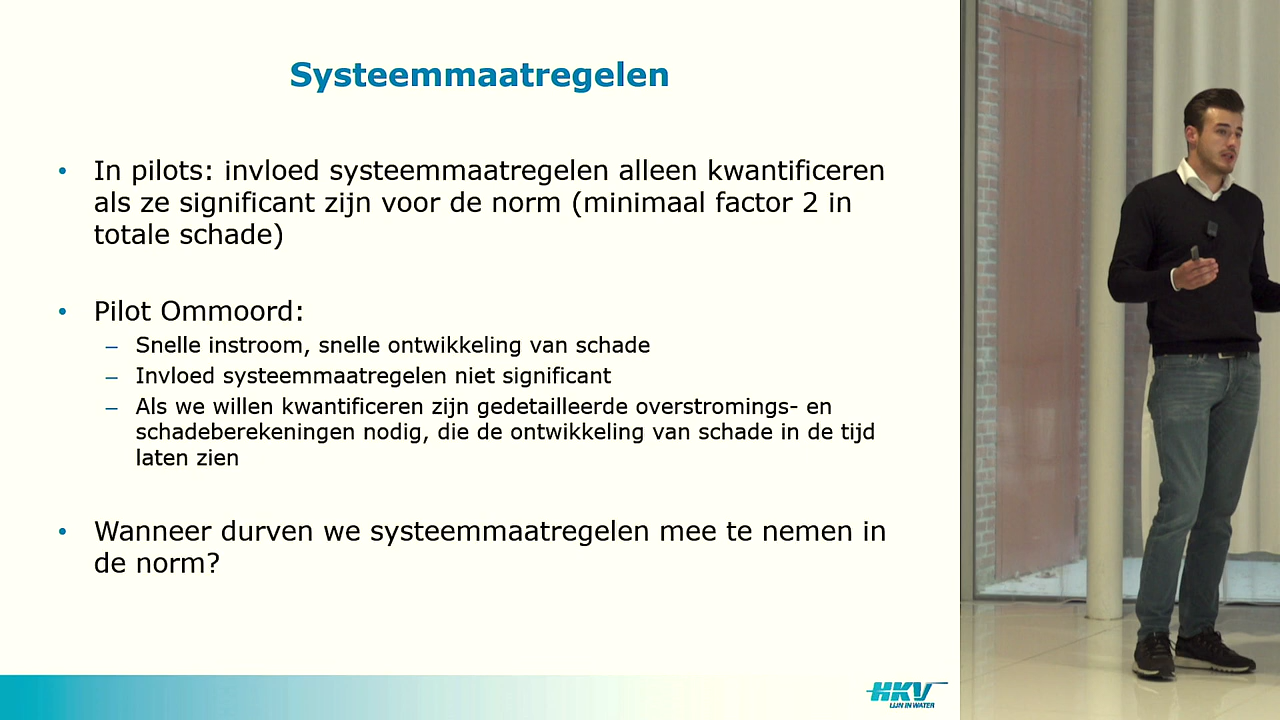 Systeemmaatregelen
• In pilots: invloed systeemmaatregelen alleen kwantificeren
als ze significant zijn voor de norm (minimaal factor 2 in
totale schade)
• Pilot Ommoord:
– Snelle instroom, snelle ontwikkeling van schade
– Invloed systeemmaatregelen niet significant
– Als we willen kwantificeren zijn gedetailleerde overstromings- en
schadeberekeningen nodig, die de ontwikkeling van schade in de tijd
laten zien
• Wanneer durven we systeemmaatregelen mee te nemen in
de norm?
HKV
LIJN IN WATER